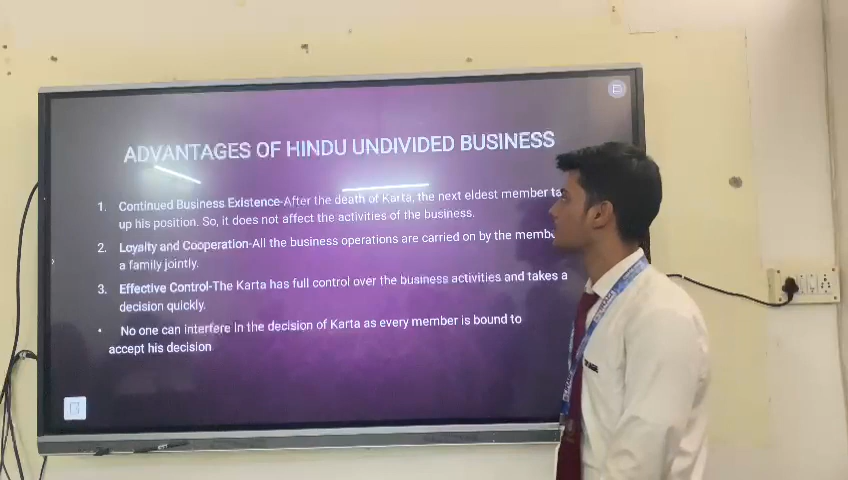 ADVANTAGES OF HINDU UNDIVIDED BUSINESS
1. Continued Business Existence-After the death of Karta, the next eldest member
up his position. So, it does not affect the activities of the business.
2. Loyalty and Cooperation-All the business operations are carried on by the
a family jointly.
3. Effective Control-The Karta has full control over the business activities and takes a
decision quickly.
• No one can interfere in the decision of Karta as every member is bound to
accept his decision